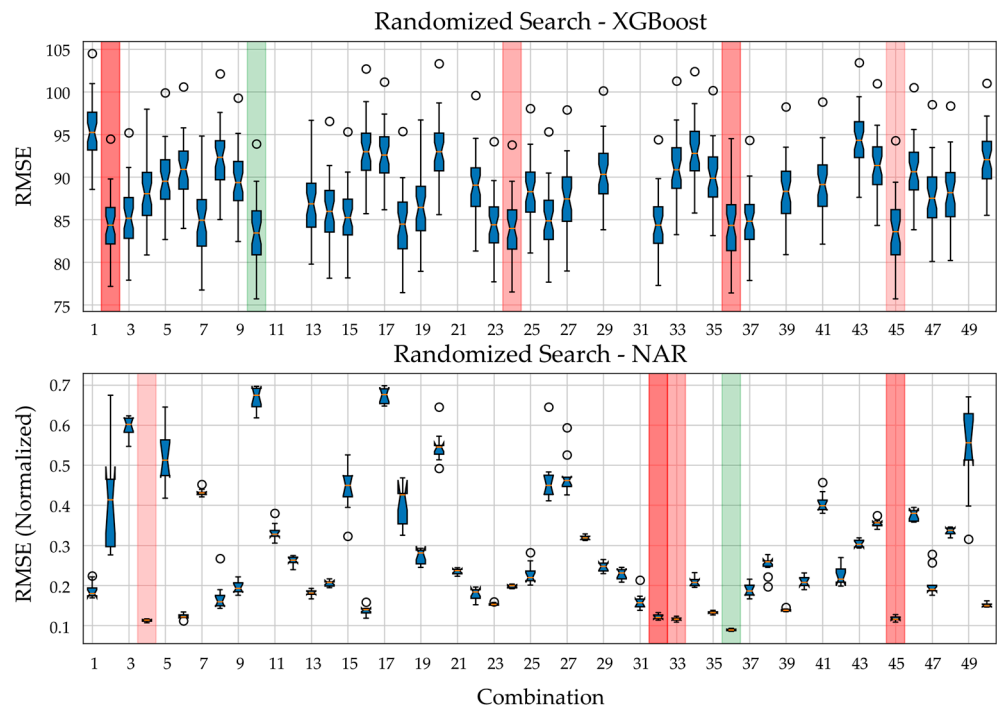 Randomized Search - XGBoost
RMSE
105
100
95
90
85
80
75
1 3 5 7 9 11 13 15 17 19 21 23 25 27 29 31 33 35 37 39 41 43 45 47 49
Randomized Search - NAR
RMSE (Normalized)
0.7
0.6
0.5
0.4
0.3
0.2
0.1
1 3 5 7 9 11 13 15 17 19 21 23 25 27 29 31 33 35 37 39 41 43 45 47 49
Combination